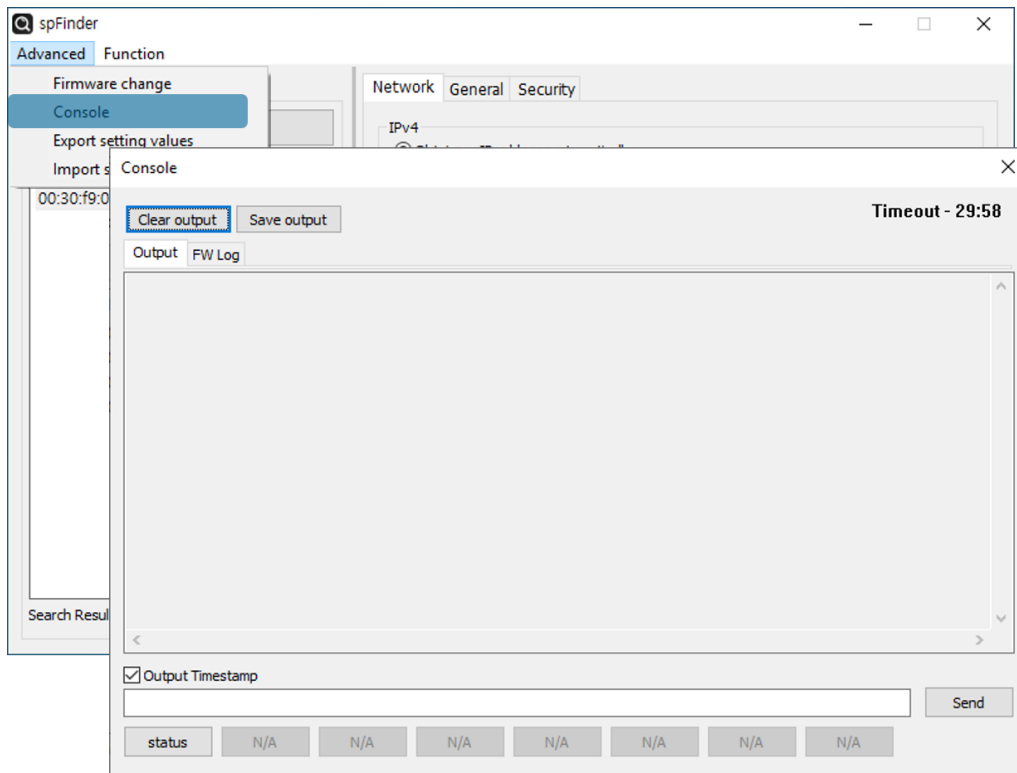 spFinder
Advanced Function
Firmware change
Console
Export setting values
Import s
Network General Security
IPv4
00:30:f9:0
Search Resul
Console
Timeout - 29:58
Clear output Save output
Output FW Log
Output Timestamp
Send
status N/A N/A N/A N/A N/A N/A N/A